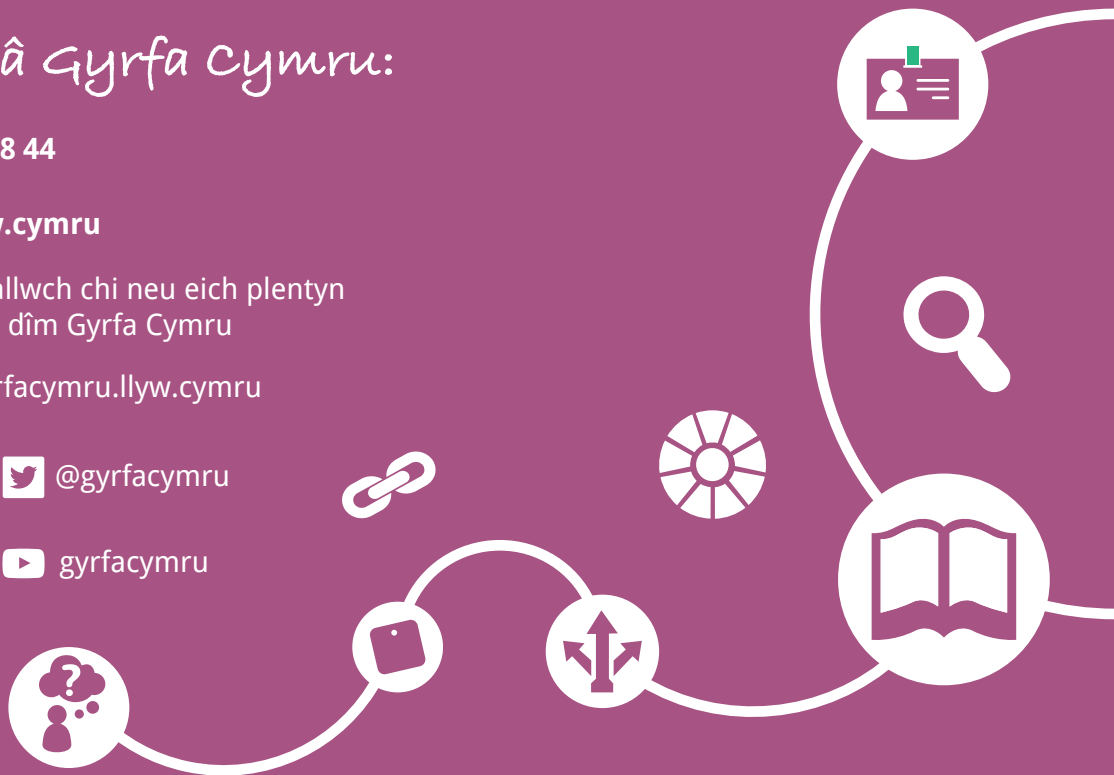 â Gyrfa Cymru:
8 44
.cymru
allwch chi neu eich plentyn
dîm Gyrfa Cymru
rfacymru.llyw.cymru
@gyrfacymru
gyrfacymru
?